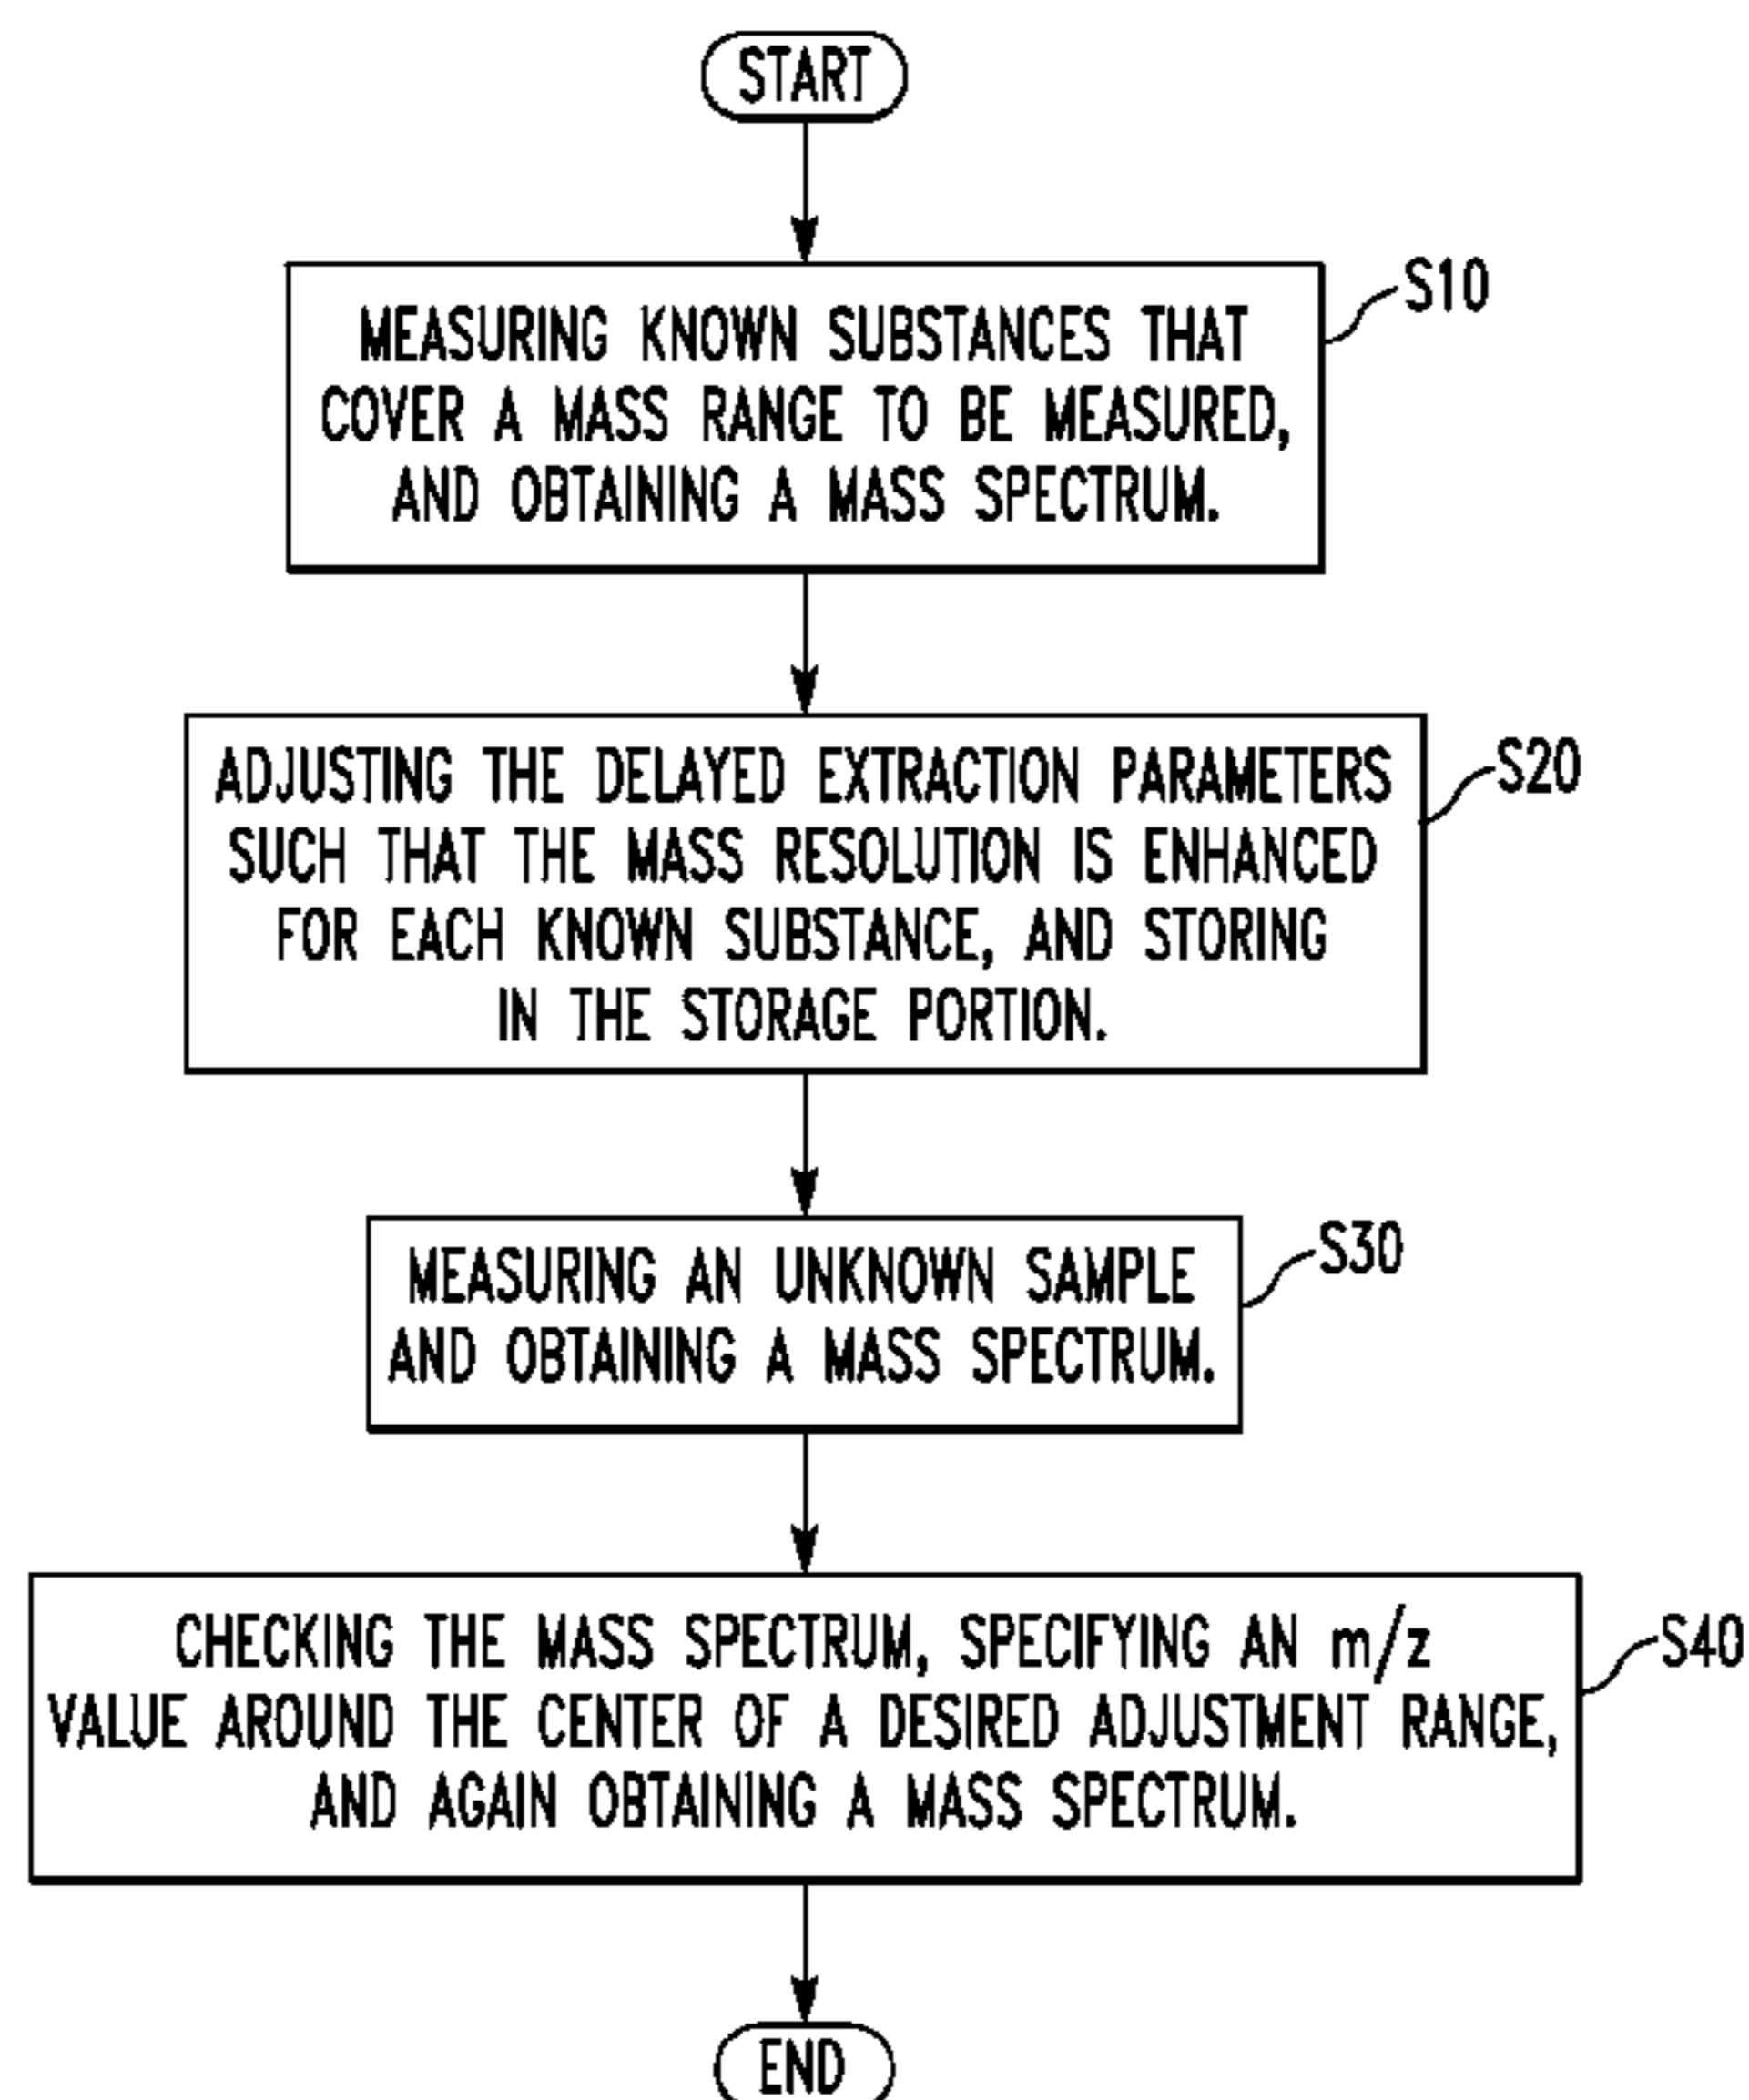 START
S10
MEASURING KNOWN SUBSTANCES THAT
COVER A MASS RANGE TO BE MEASURED,
AND OBTAINING A MASS SPECTRUM.
S20
ADJUSTING THE DELAYED EXTRACTION PARAMETERS
SUCH THAT THE MASS RESOLUTION IS ENHANCED
FOR EACH KNOWN SUBSTANCE, AND STORING
IN THE STORAGE PORTION.
S30
MEASURING AN UNKNOWN SAMPLE
AND OBTAINING A MASS SPECTRUM.
S40
CHECKING THE MASS SPECTRUM, SPECIFYING AN m/z
VALUE AROUND THE CENTER OF A DESIRED ADJUSTMENT RANGE,
AND AGAIN OBTAINING A MASS SPECTRUM.
END